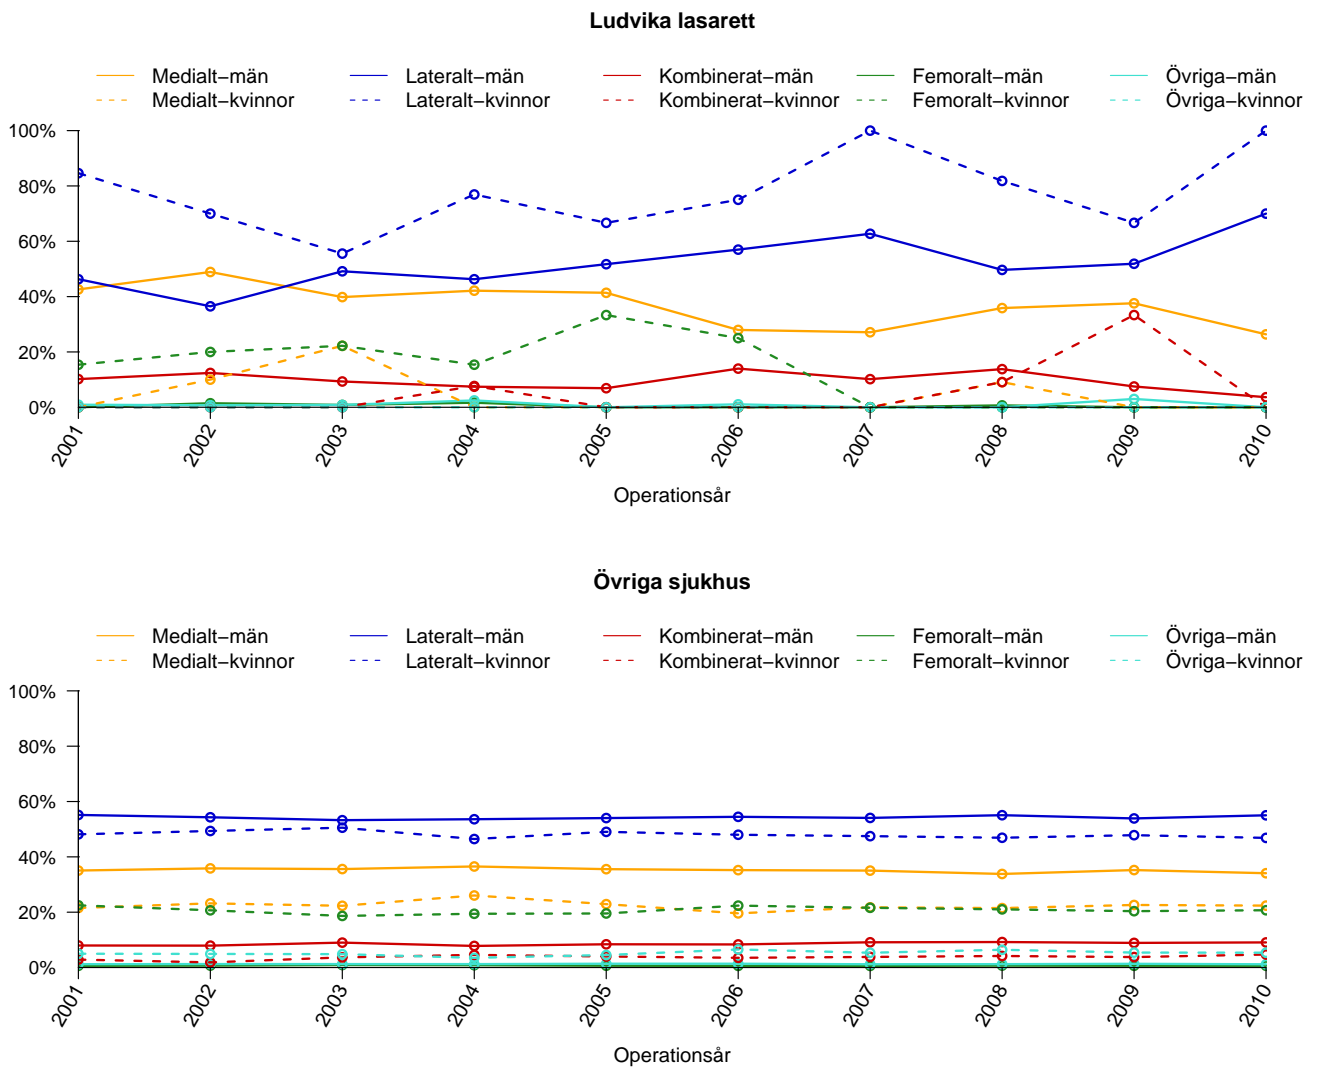 Ludvika lasarett
Medialt−män Lateralt−män Kombinerat−män Femoralt−män Övriga−män
Medialt−kvinnor Lateralt−kvinnor Kombinerat−kvinnor Femoralt−kvinnor Övriga−kvinnor
100%
80%
60%
40%
20%
0%
2001 2002 2003 2004 2005 2006 2007 2008 2009 2010
Operationsår
Övriga sjukhus
Medialt−män Lateralt−män Kombinerat−män Femoralt−män Övriga−män
Medialt−kvinnor Lateralt−kvinnor Kombinerat−kvinnor Femoralt−kvinnor Övriga−kvinnor
100%
80%
60%
40%
20%
0%
2001 2002 2003 2004 2005 2006 2007 2008 2009 2010
Operationsår